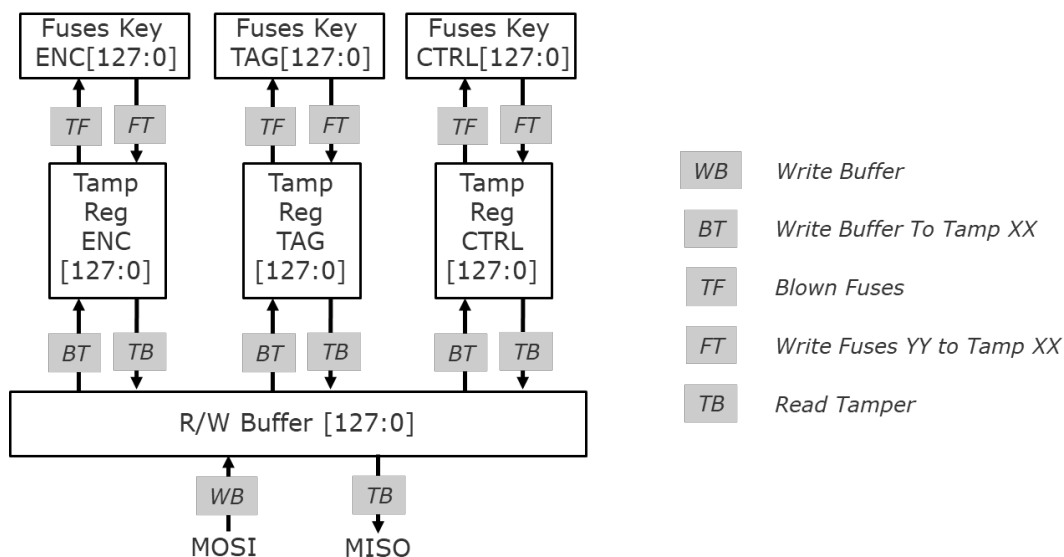 Fuses Key
ENC[127:0]
Fuses Key
TAG[127:0]
Fuses Key
CTRL[127:0]
TF
FT
TF
FT
TF
FT
Tamp
Reg
ENC
[127:0]
Tamp
Reg
TAG
[127:0]
Tamp
Reg
CTRL
[127:0]
BT
TB
BT
TB
BT
TB
R/W Buffer [127:0]
WB
TB
MOSI
MISO
WB Write Buffer
BT Write Buffer To Tamp XX
TF Blown Fuses
FT Write Fuses YY to Tamp XX
TB Read Tamper